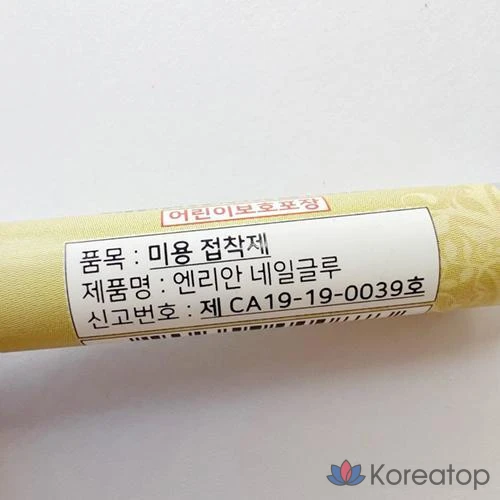 어린이보호포장
품목 : 미용 접착제
제품명 : 엔리안 네일글루
신고번호 : 제 CA19-19-0039호
Koreatop